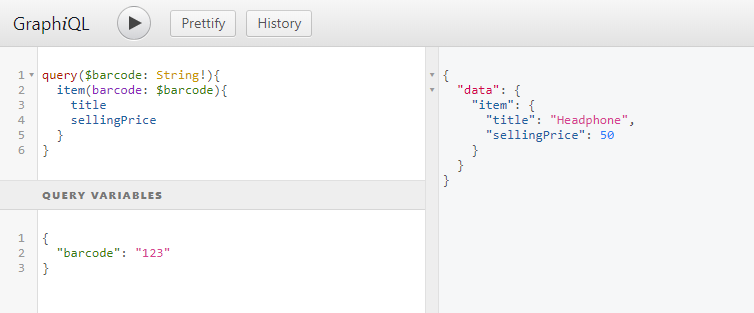 GraphiQL Prettify History
1 query($barcode: String!){
2 item(barcode: $barcode){
3 title
4 sellingPrice
5 }
6 }
QUERY VARIABLES
1 {
2 "barcode": "123"
3 }
{
"data": {
"item": {
"title": "Headphone",
"sellingPrice": 50
}
}
}